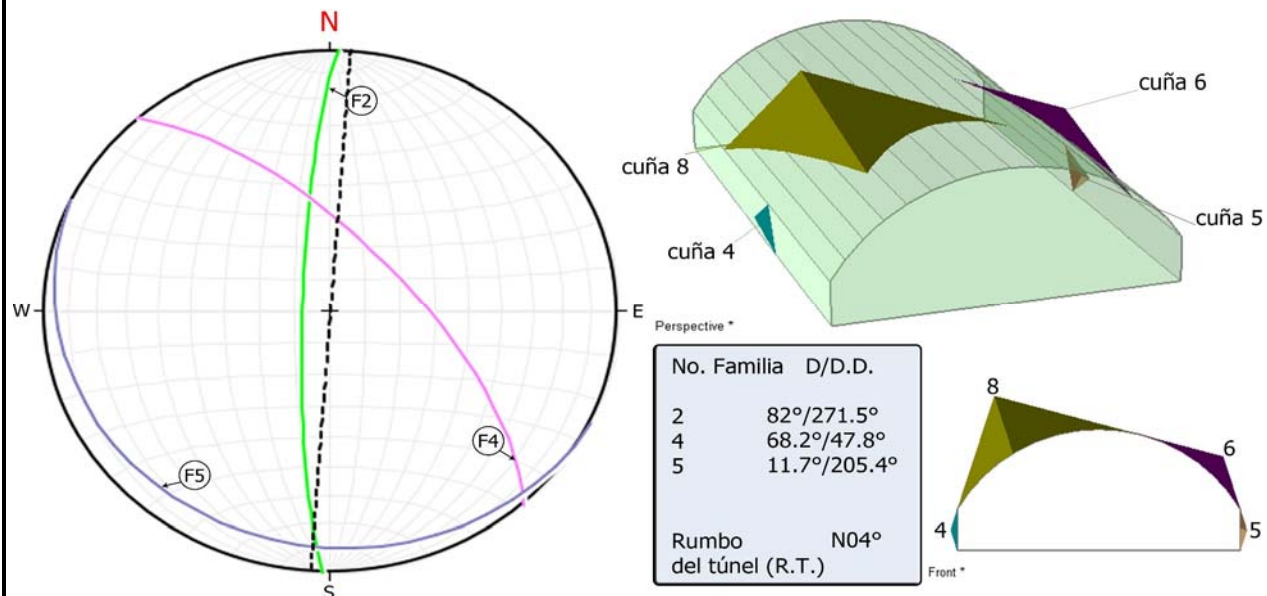 N
F2
W
E
F4
F5
S
cuña 6
cuña 8
cuña 5
cuña 4
Perspective *
No. Familia D/D.D.
2 82°/271.5°
4 68.2°/47.8°
5 11.7°/205.4°
Rumbo N04°
del túnel (R.T.)
8
6
4
5
Front *